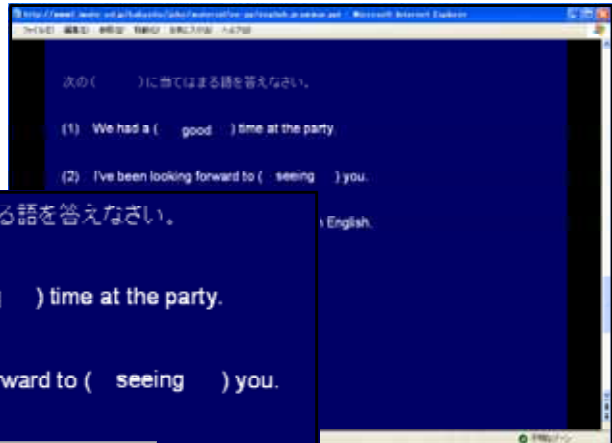 次の( )に当てはまる語を答えなさい。
(1) We had a ( good ) time at the party.
(2) I've been looking forward to ( seeing ) you.
English.
る語を答えなさい。
) time at the party.
ward to ( seeing ) you.